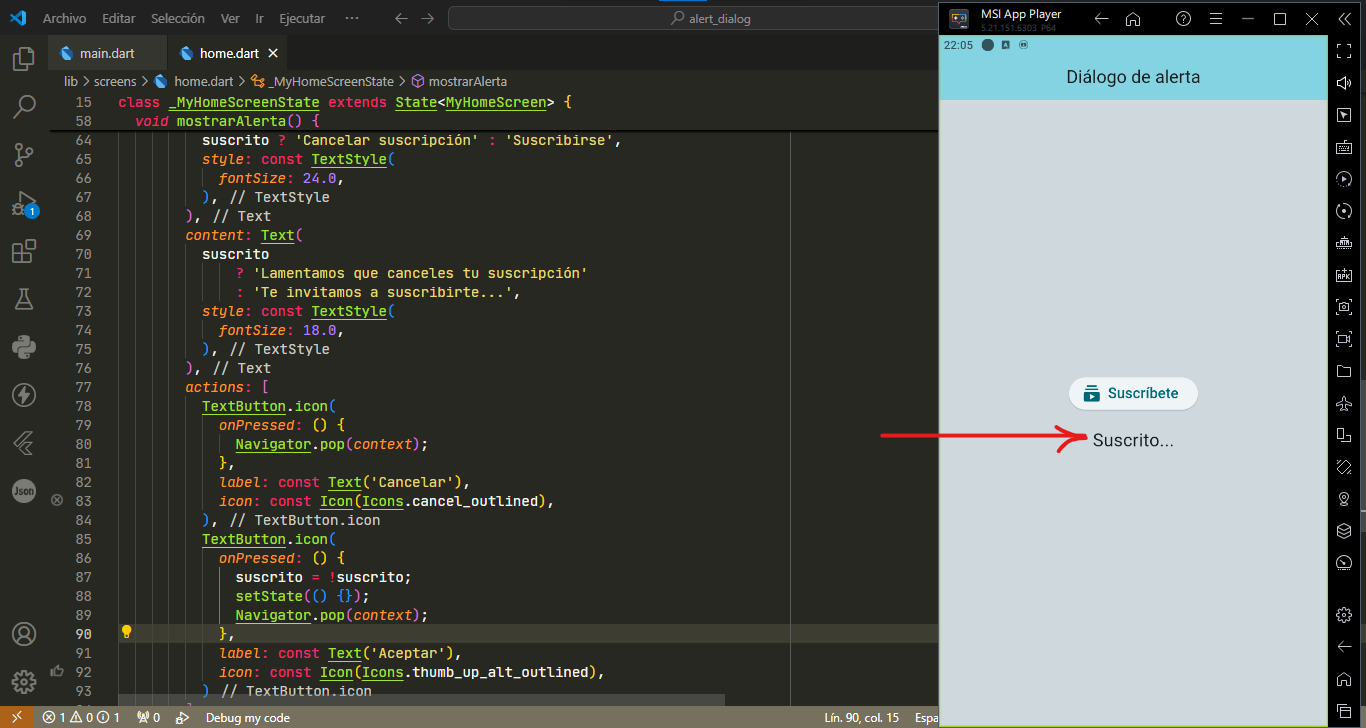 Archivo Editar Selección Ver Ir Ejecutar ··· alert_dialog
main.dart home.dart
lib > screens > home.dart > _MyHomeScreenState > mostrarAlerta
15 class _MyHomeScreenState extends State<MyHomeScreen> {
58 void mostrarAlerta() {
64 suscrito ? 'Cancelar suscripción' : 'Suscribirse',
65 style: const TextStyle(
66 fontSize: 24.0,
67 ), // TextStyle
68 ), // Text
69 content: Text(
70 suscrito
71 ? 'Lamentamos que canceles tu suscripción'
72 : 'Te invitamos a suscribirte...',
73 style: const TextStyle(
74 fontSize: 18.0,
75 ), // TextStyle
76 ), // Text
77 actions: [
78 TextButton.icon(
79 onPressed: () {
80 Navigator.pop(context);
81 },
82 label: const Text('Cancelar'),
83 icon: const Icon(Icons.cancel_outlined),
84 ), // TextButton.icon
85 TextButton.icon(
86 onPressed: () {
87 suscrito = !suscrito;
88 setState(() {});
89 Navigator.pop(context);
90 },
91 label: const Text('Aceptar'),
92 icon: const Icon(Icons.thumb_up_alt_outlined),
93 ) // TextButton.icon
1
Json
1 0 1 0 Debug my code Lín. 90, col. 15 Espa
MSI App Player
5.21.151.6303 P64
22:05 A
Diálogo de alerta
Suscríbete
Suscrito...
APK